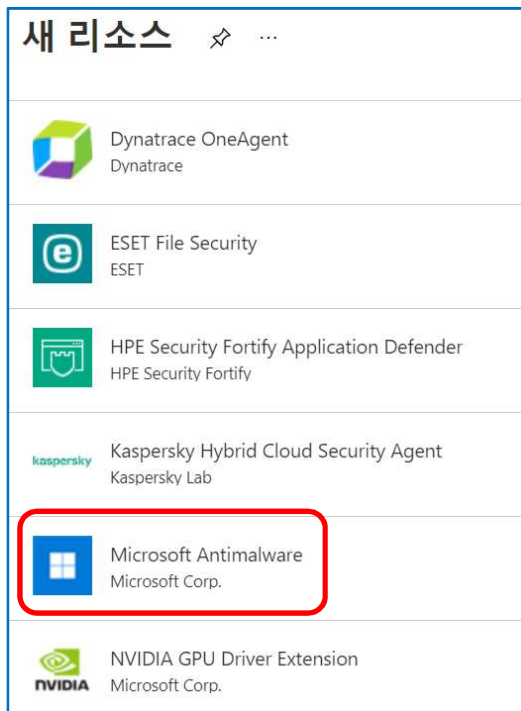 새 리소스 ...
Dynatrace OneAgent
Dynatrace
ESET File Security
ESET
HPE Security Fortify Application Defender
HPE Security Fortify
kaspersky
Kaspersky Hybrid Cloud Security Agent
Kaspersky Lab
Microsoft Antimalware
Microsoft Corp.
NVIDIA GPU Driver Extension
NVIDIA
Microsoft Corp.